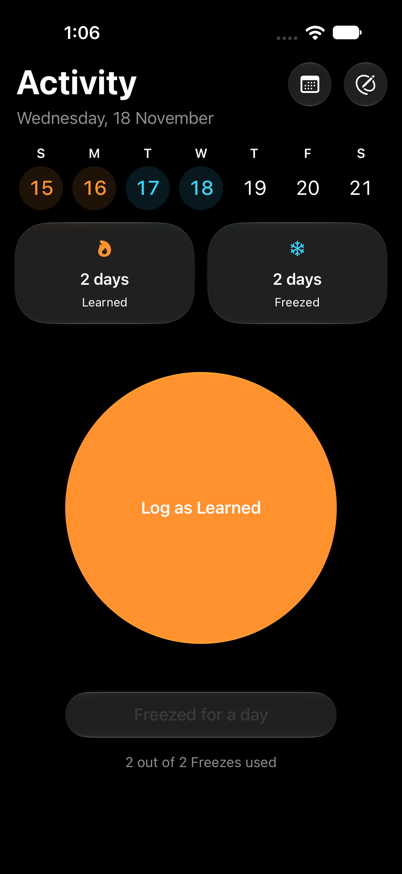 1:06
Activity
Wednesday, 18 November
S M T W T F S
15 16 17 18 19 20 21
2 days 2 days
Learned Freezed
Log as Learned
Freezed for a day
2 out of 2 Freezes used